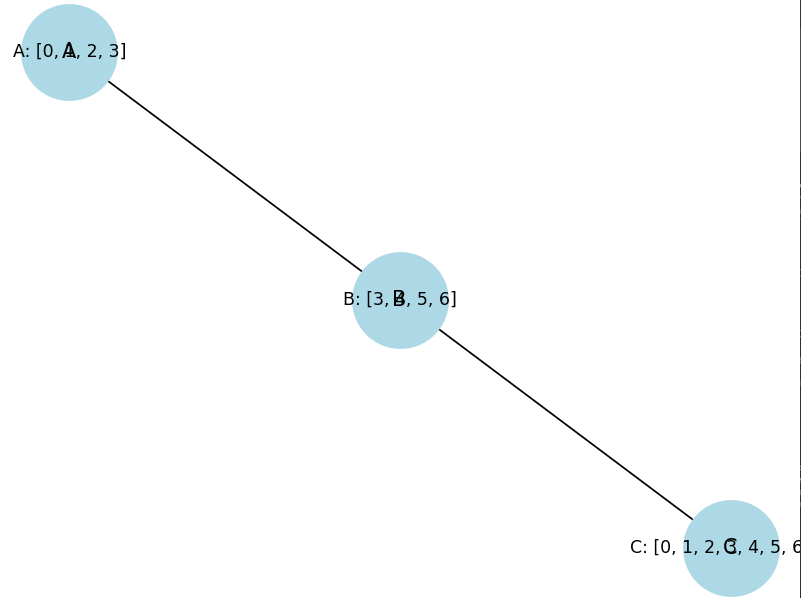 A: [0, 1, 2, 3]
A
B: [3, 4, 5, 6]
B
C: [0, 1, 2, 3, 4, 5, 6
C